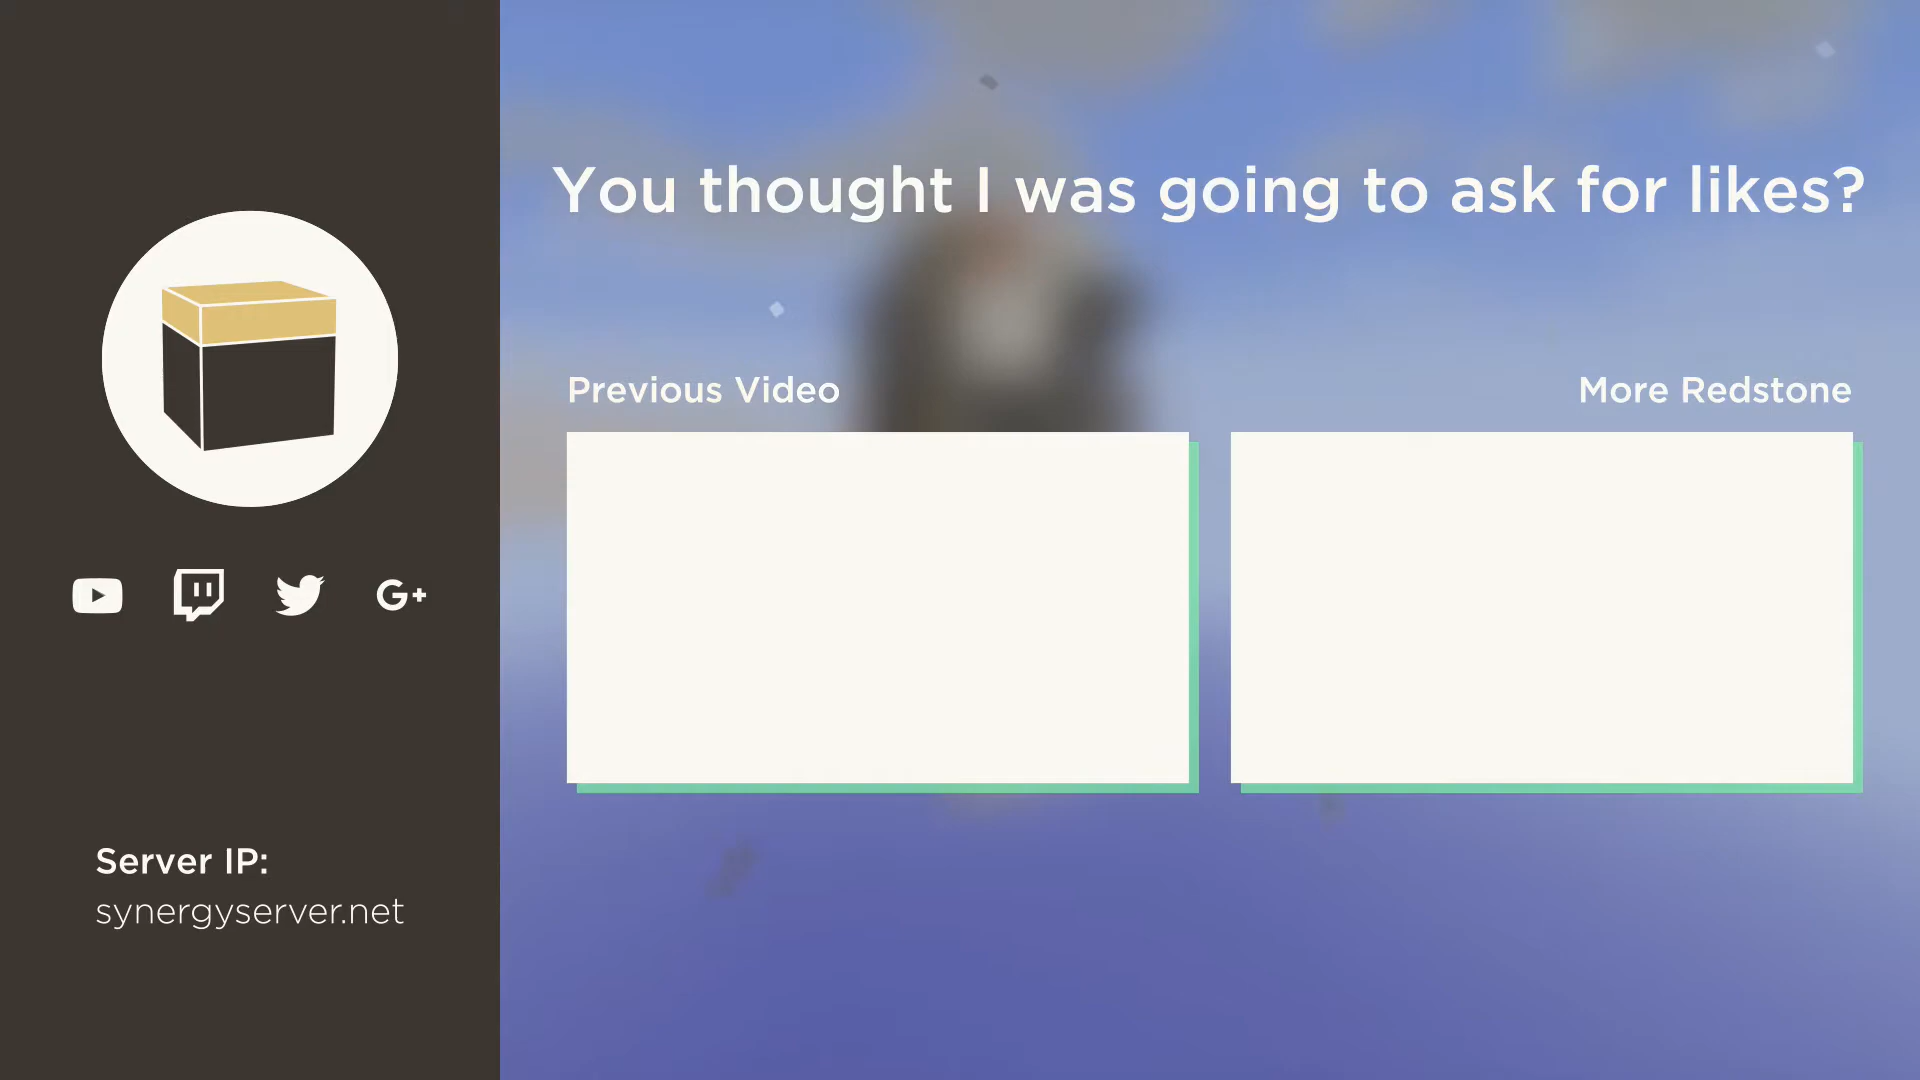 You thought I was going to ask for likes?
Previous Video
More Redstone
G+
Server IP:
synergyserver.net